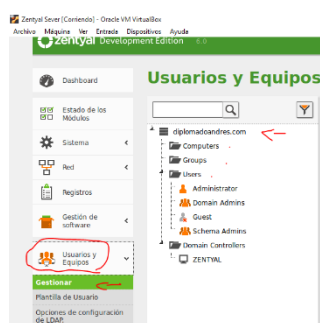 Zentyal Sever [Corriendo] - Oracle VM VirtualBox
Archivo Máquina Ver Entrada Dispositivos Ayuda
zentyal Development Edition 6.0
Dashboard
Estado de los
Módulos
Sistema
Red
Registros
Gestión de
software
Usuarios y
Equipos
Gestionar
Plantilla de Usuario
Opciones de configuración
de LDAP
Usuarios y Equipos
diplomadoandres.com
Computers
Groups
Users
Administrator
Domain Admins
Guest
Schema Admins
Domain Controllers
ZENTYAL